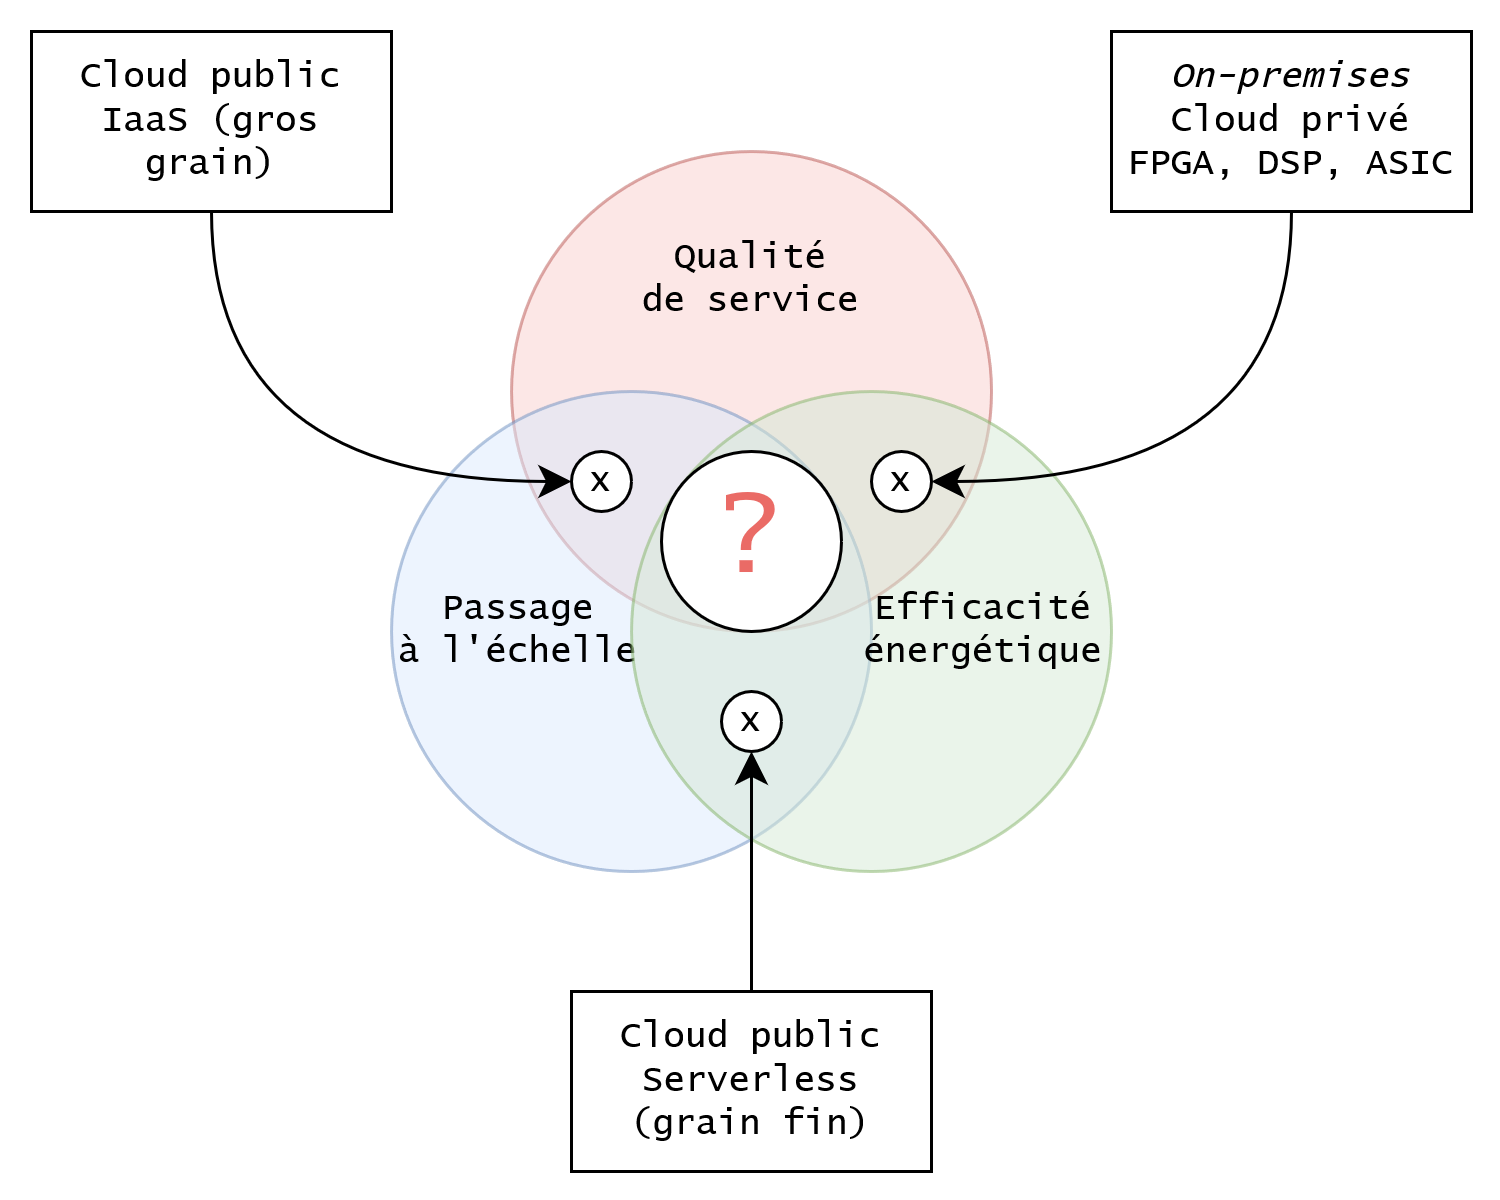 Cloud public
IaaS (gros
grain)
On-premises
Cloud privé
FPGA, DSP, ASIC
Qualité
de service
x
x
?
Passage
à l'échelle
Efficacité
énergétique
x
Cloud public
Serverless
(grain fin)